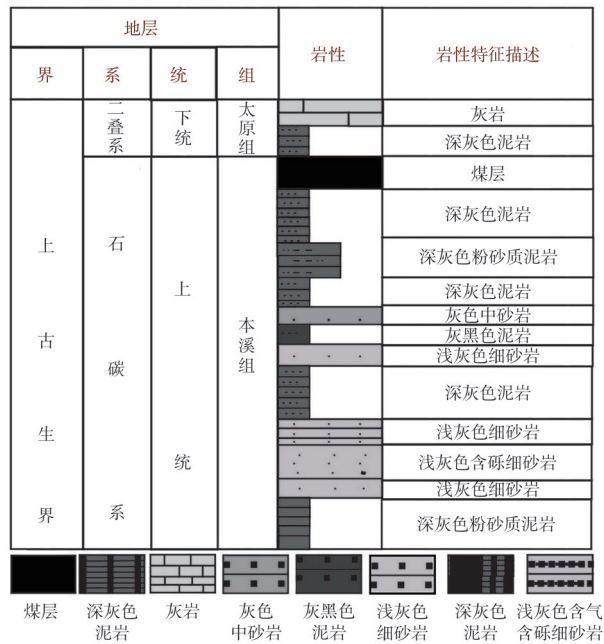 地层
岩性
岩性特征描述
界
系
统
组
上古生界
二叠系
下统
太原组
石炭系
上统
本溪组
灰岩
深灰色泥岩
煤层
深灰色泥岩
深灰色粉砂质泥岩
深灰色泥岩
灰色中砂岩
灰黑色泥岩
浅灰色细砂岩
深灰色泥岩
浅灰色细砂岩
浅灰色含砾细砂岩
浅灰色细砂岩
深灰色粉砂质泥岩
煤层
深灰色
泥岩
灰岩
灰色
中砂岩
灰黑色
泥岩
浅灰色
细砂岩
深灰色
泥岩
浅灰色含气
含砾细砂岩